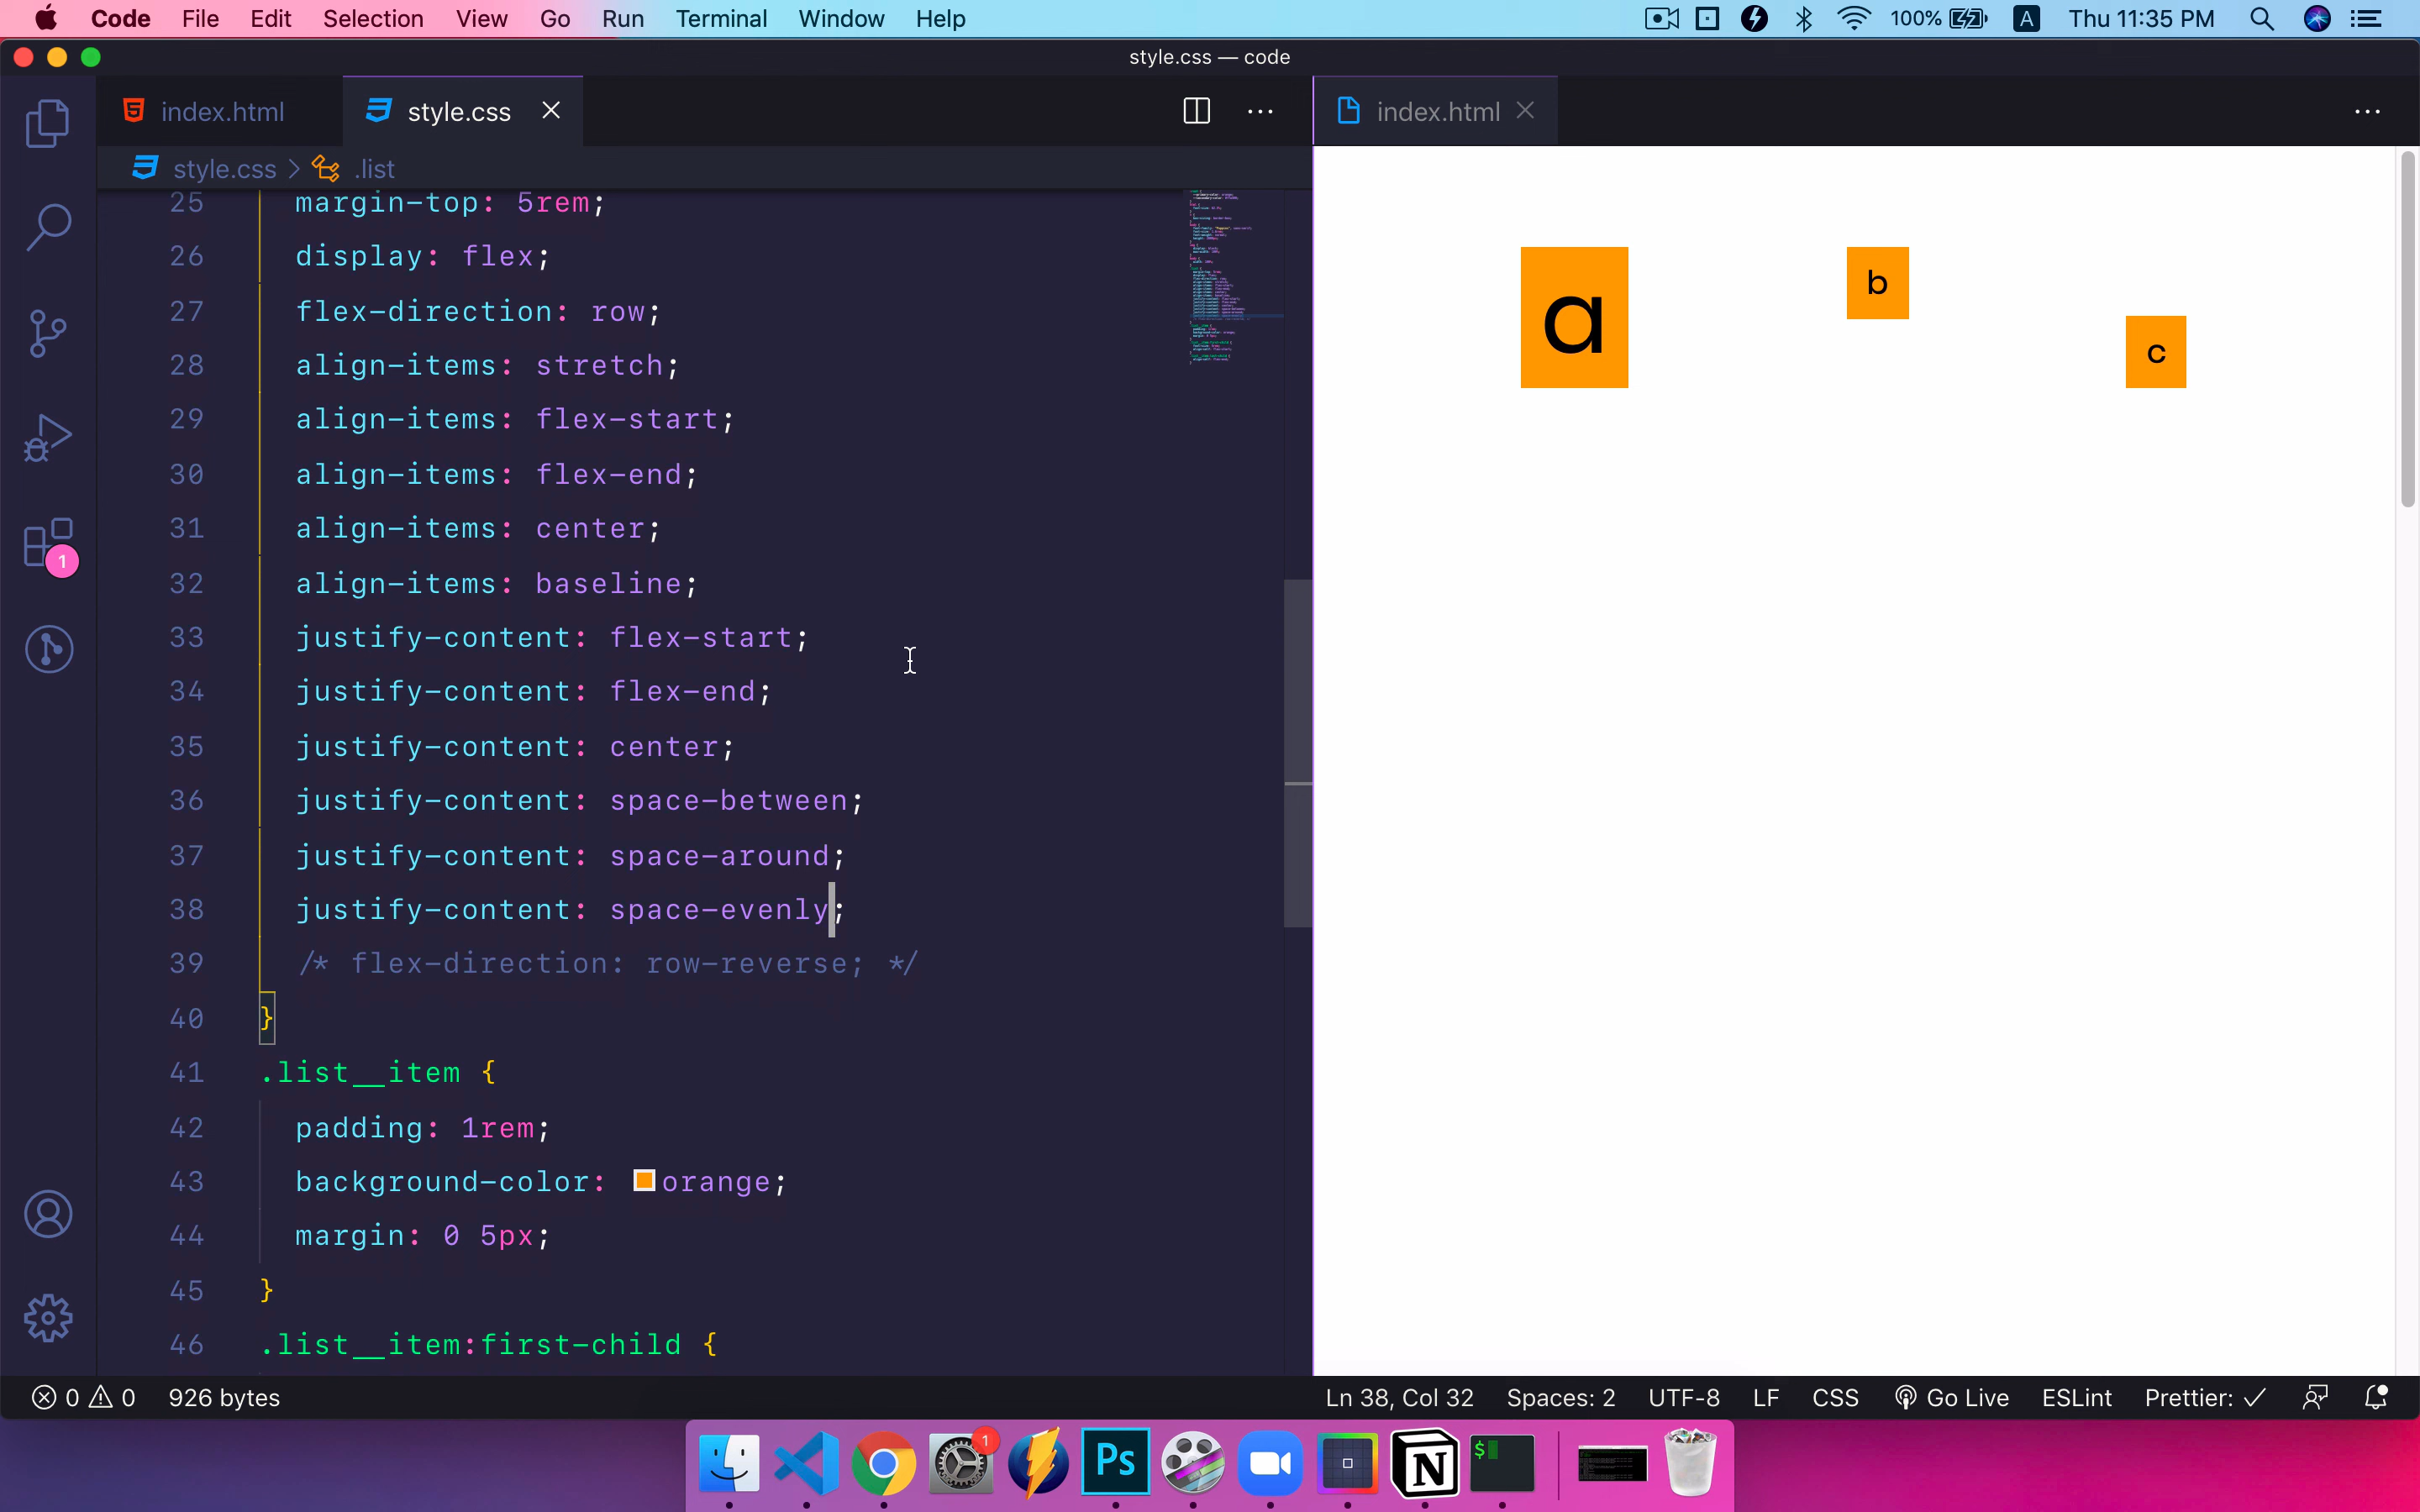 Code File Edit Selection View Go Run Terminal Window Help 100% A Thu 11:35 PM
style.css — code
index.html style.css index.html
style.css .list
25 margin-top: 5rem;
26 display: flex;
27 flex-direction: row;
28 align-items: stretch;
29 align-items: flex-start;
30 align-items: flex-end;
31 align-items: center;
32 align-items: baseline;
33 justify-content: flex-start;
34 justify-content: flex-end;
35 justify-content: center;
36 justify-content: space-between;
37 justify-content: space-around;
38 justify-content: space-evenly;
39 /* flex-direction: row-reverse; */
40 }
41 .list__item {
42 padding: 1rem;
43 background-color: orange;
44 margin: 0 5px;
45 }
46 .list__item:first-child {
a
b
c
1
0 0 926 bytes Ln 38, Col 32 Spaces: 2 UTF-8 LF CSS Go Live ESLint Prettier: ✓
1
Ps
N
$